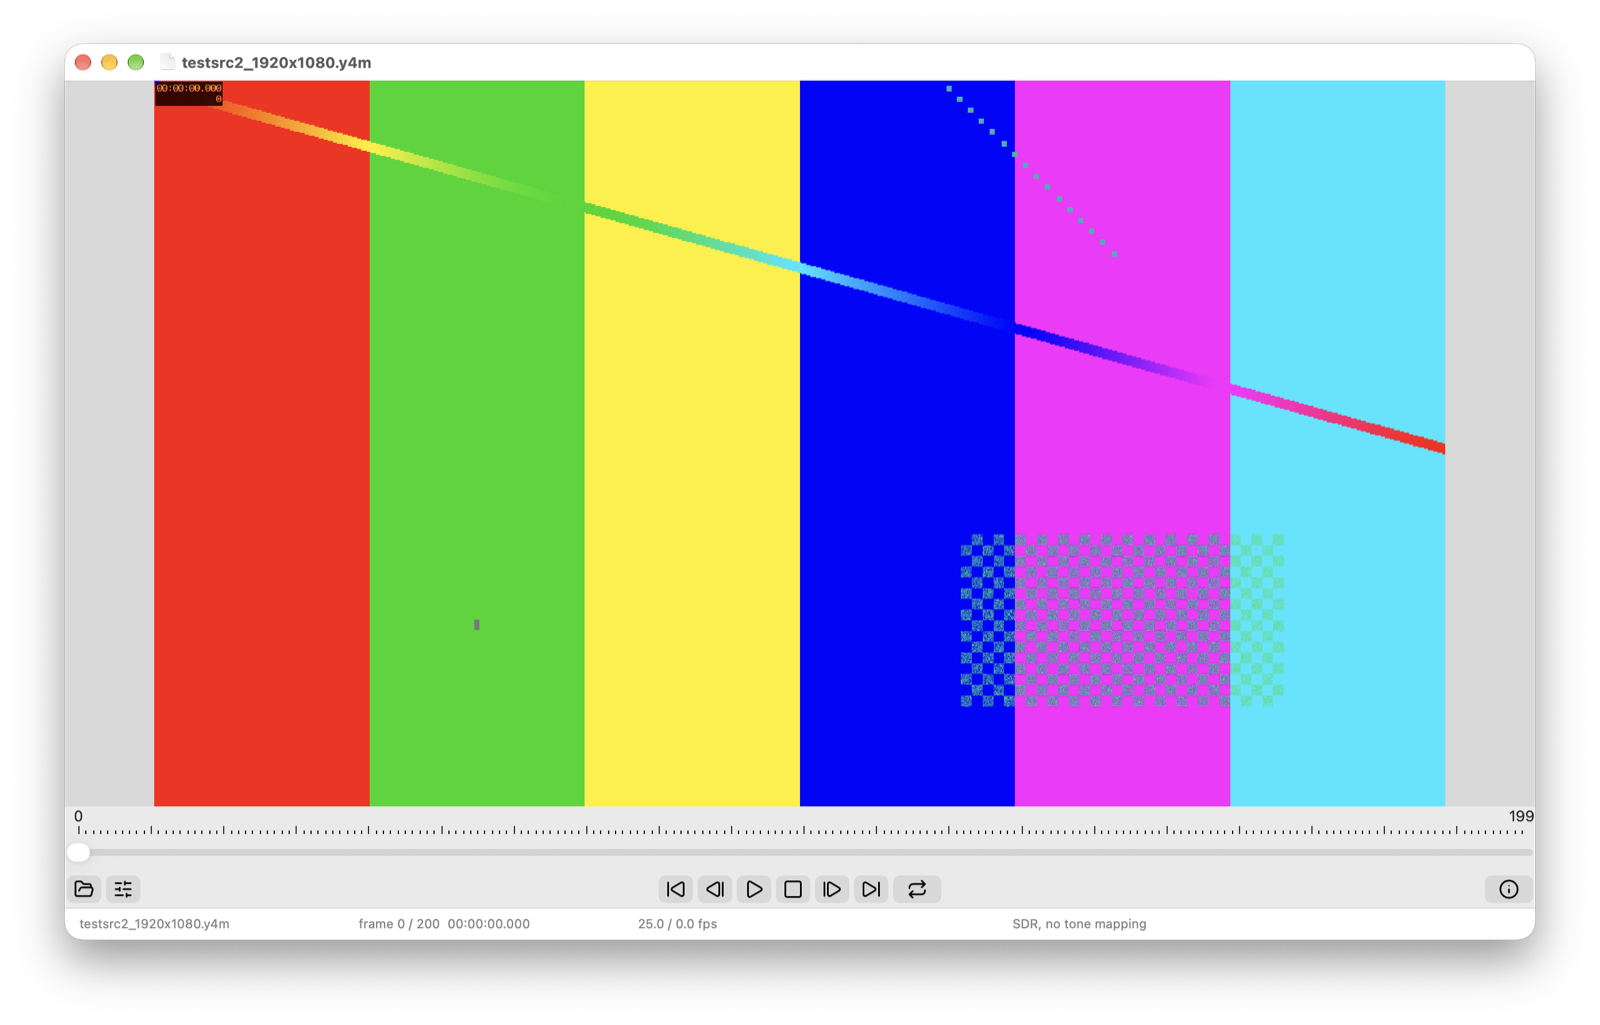 testsrc2_1920x1080.y4m
00:00:00.000
0
0
199
testsrc2_1920x1080.y4m
frame 0 / 200 00:00:00.000
25.0 / 0.0 fps
SDR, no tone mapping